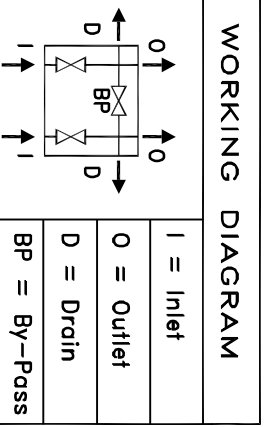 WORKING DIAGRAM
I = Inlet
O = Outlet
D = Drain
BP = By-Pass
O O
D BP D
I I